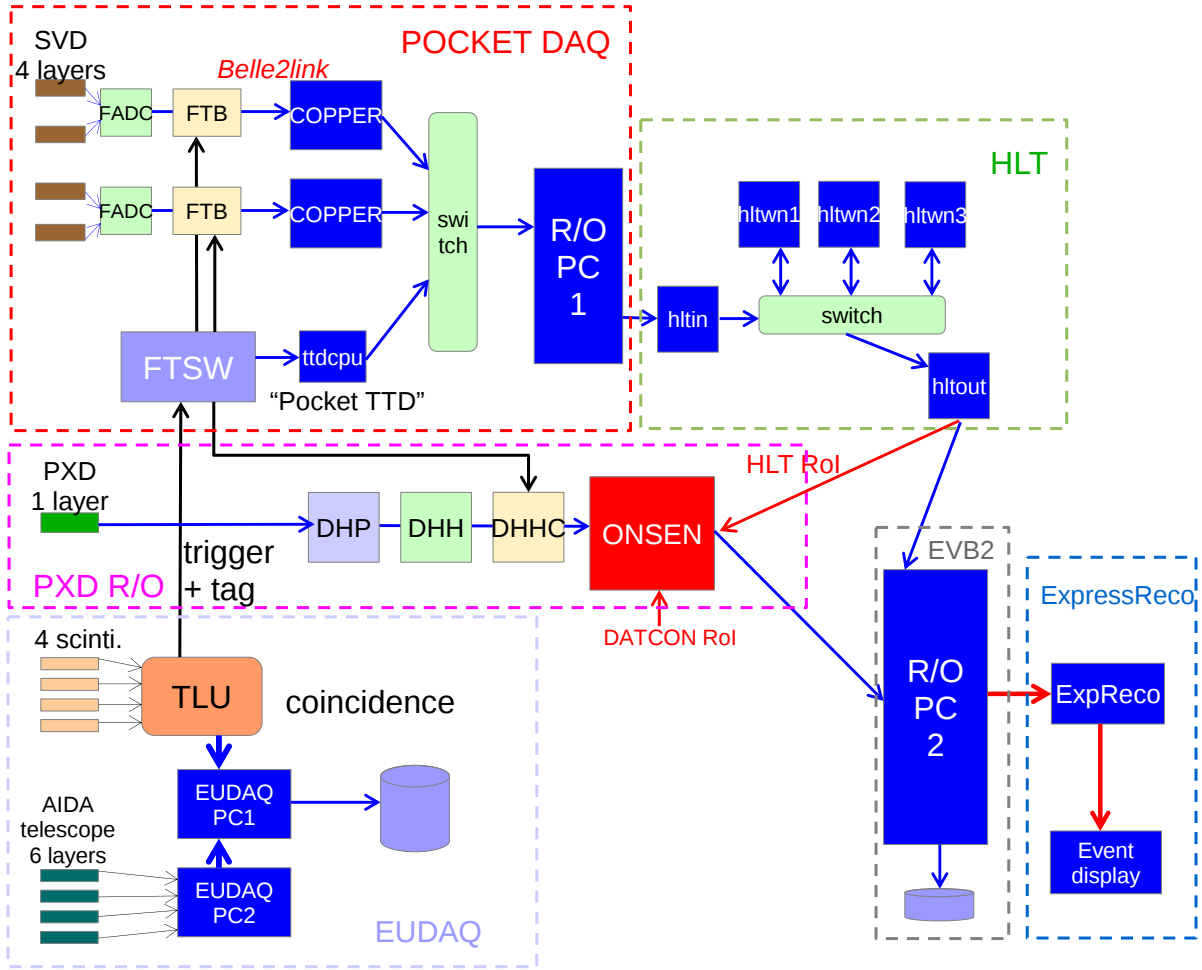 SVD
4 layers
POCKET DAQ
Belle2link
FADC
FTB
COPPER
FADC
FTB
COPPER
swi
tch
R/O
PC
1
FTSW
ttdcpu
“Pocket TTD”
HLT
hltwn1
hltwn2
hltwn3
hltin
switch
hltout
PXD
1 layer
DHP
DHH
DHHC
ONSEN
HLT RoI
trigger
+ tag
PXD R/O
DATCON RoI
EVB2
R/O
PC
2
ExpressReco
ExpReco
Event
display
4 scinti.
TLU
coincidence
EUDAQ
PC1
AIDA
telescope
6 layers
EUDAQ
PC2
EUDAQ